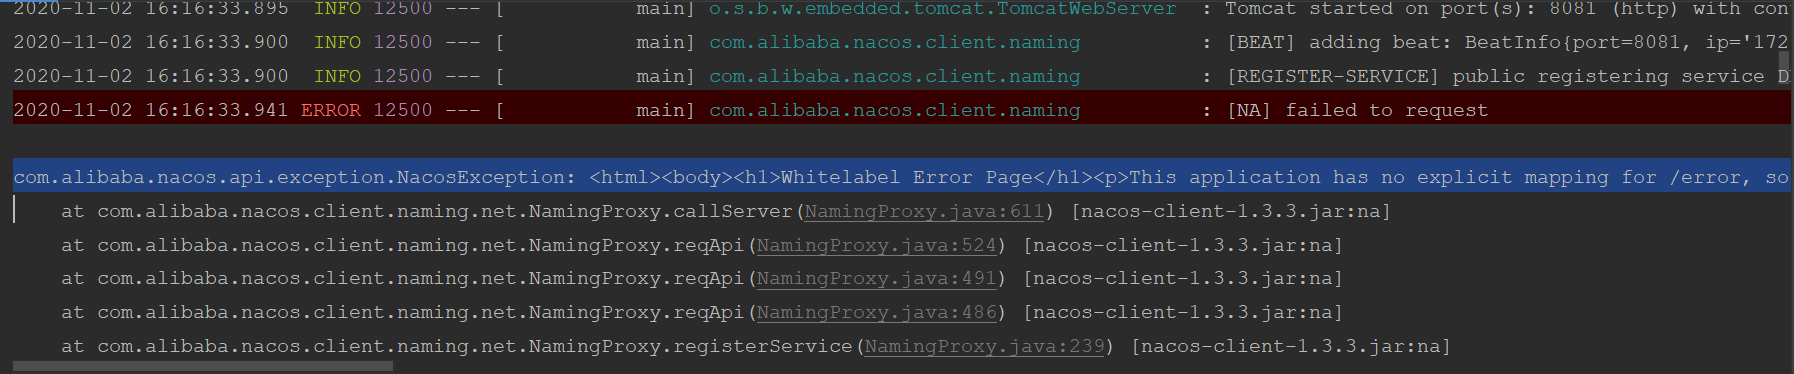 2020-11-02 16:16:33.895  INFO 12500 --- [           main] o.s.b.w.embedded.tomcat.TomcatWebServer  : Tomcat started on port(s): 8081 (http) with con
2020-11-02 16:16:33.900  INFO 12500 --- [           main] com.alibaba.nacos.client.naming          : [BEAT] adding beat: BeatInfo{port=8081, ip='172
2020-11-02 16:16:33.900  INFO 12500 --- [           main] com.alibaba.nacos.client.naming          : [REGISTER-SERVICE] public registering service D
2020-11-02 16:16:33.941 ERROR 12500 --- [           main] com.alibaba.nacos.client.naming          : [NA] failed to request
com.alibaba.nacos.api.exception.NacosException: <html><body><h1>Whitelabel Error Page</h1><p>This application has no explicit mapping for /error, so
    at com.alibaba.nacos.client.naming.net.NamingProxy.callServer(NamingProxy.java:611) [nacos-client-1.3.3.jar:na]
    at com.alibaba.nacos.client.naming.net.NamingProxy.reqApi(NamingProxy.java:524) [nacos-client-1.3.3.jar:na]
    at com.alibaba.nacos.client.naming.net.NamingProxy.reqApi(NamingProxy.java:491) [nacos-client-1.3.3.jar:na]
    at com.alibaba.nacos.client.naming.net.NamingProxy.reqApi(NamingProxy.java:486) [nacos-client-1.3.3.jar:na]
    at com.alibaba.nacos.client.naming.net.NamingProxy.registerService(NamingProxy.java:239) [nacos-client-1.3.3.jar:na]